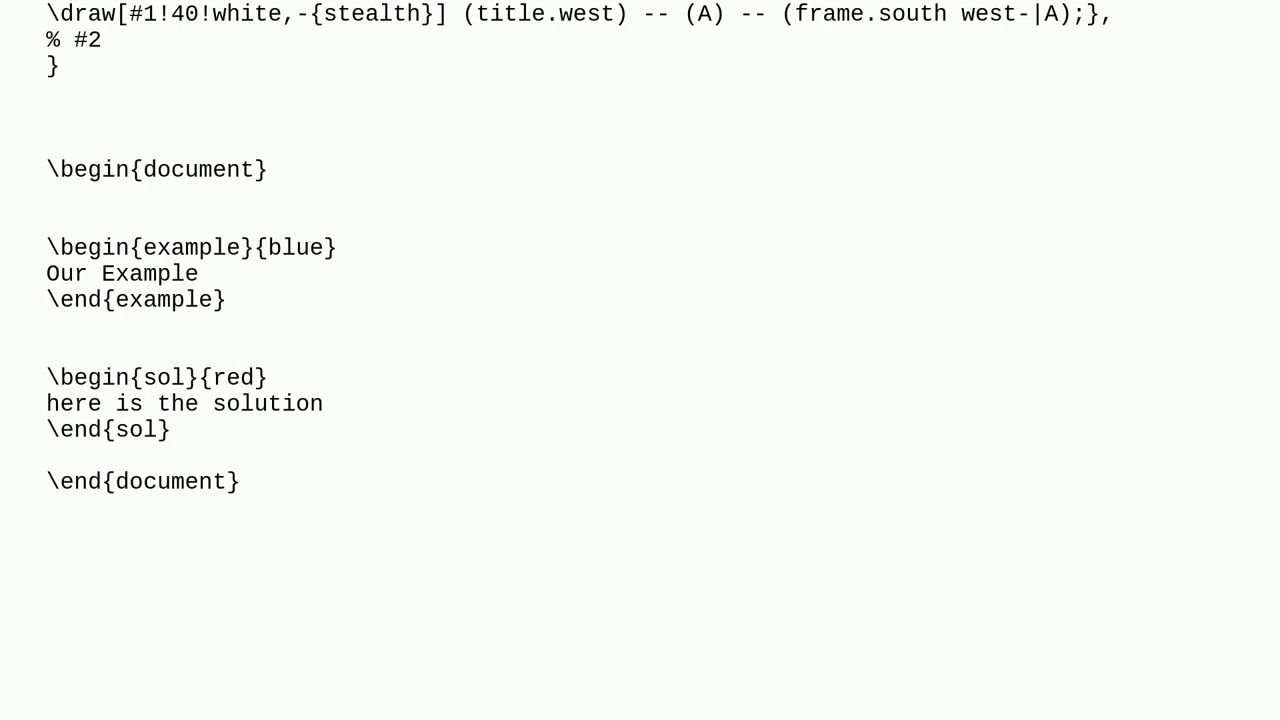 \draw[#1!40!white,-{stealth}] (title.west) -- (A) -- (frame.south west-|A);},
% #2
}
\begin{document}
\begin{example}{blue}
Our Example
\end{example}
\begin{sol}{red}
here is the solution
\end{sol}
\end{document}